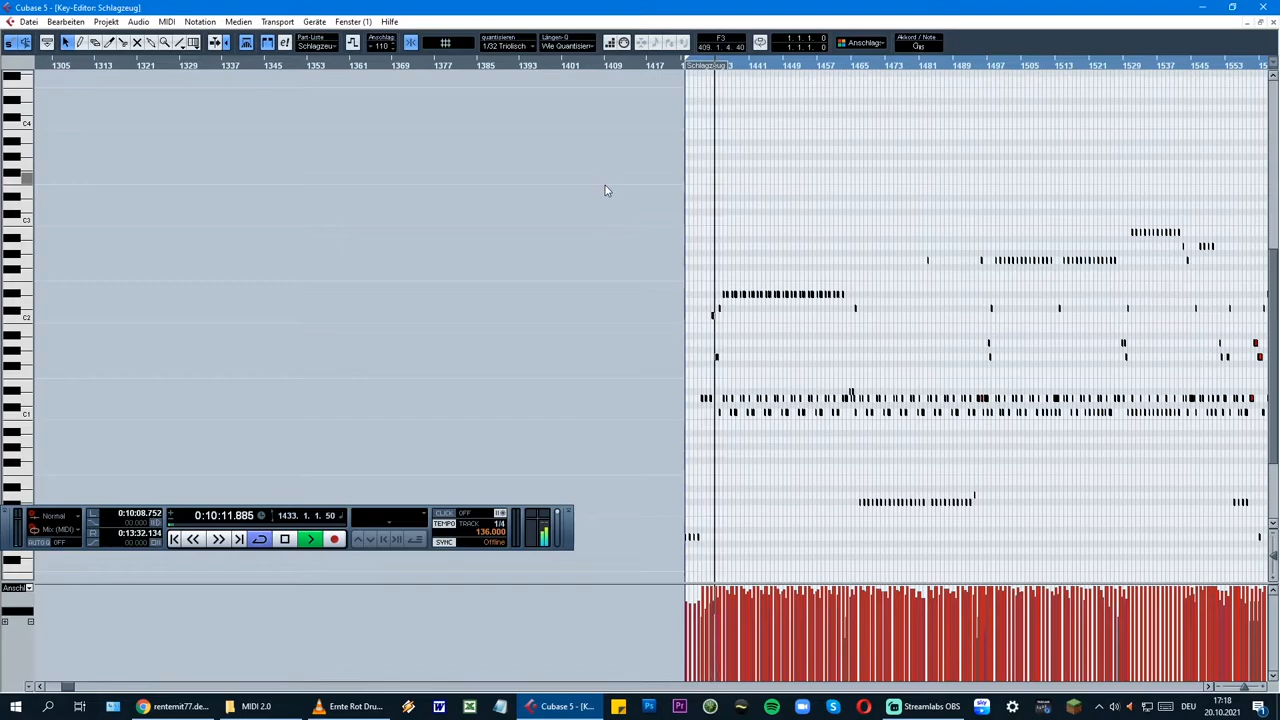 Cubase 5 - [Key-Editor: Schlagzeug]
Datei Bearbeiten Projekt Audio MIDI Notation Medien Transport Geräte Fenster (1) Hilfe
Part-Liste Anschlag quantisieren Längen-Q F3 1. 1. 1. 0 Akkord / Note
Schlagzeu 110 1/32 Triolisch Wie Quantisier 409. 1. 4. 40 1. 1. 1. 0 Anschlag
1305 1313 1321 1329 1337 1345 1353 1361 1369 1377 1385 1393 1401 1409 1417 Schlagzeug 3 1441 1449 1457 1465 1473 1481 1489 1497 1505 1513 1521 1529 1537 1545 1553
C4
C3
C2
C1
Normal L 0:10:08.752 0:10:11.885 1433. 1. 1. 50 CLICK OFF
Mix (MIDI) 00.000 TEMPO TRACK 1/4
R 0:13:32.134 136.000
AUTO Q OFF 00.000 SYNC Offline
Anschl
rentemit72.de... MIDI 2.0 Ernte Rot Dru... Cubase 5 - [Ke... Streamlabs OBS DEU 17:18
20.10.2021